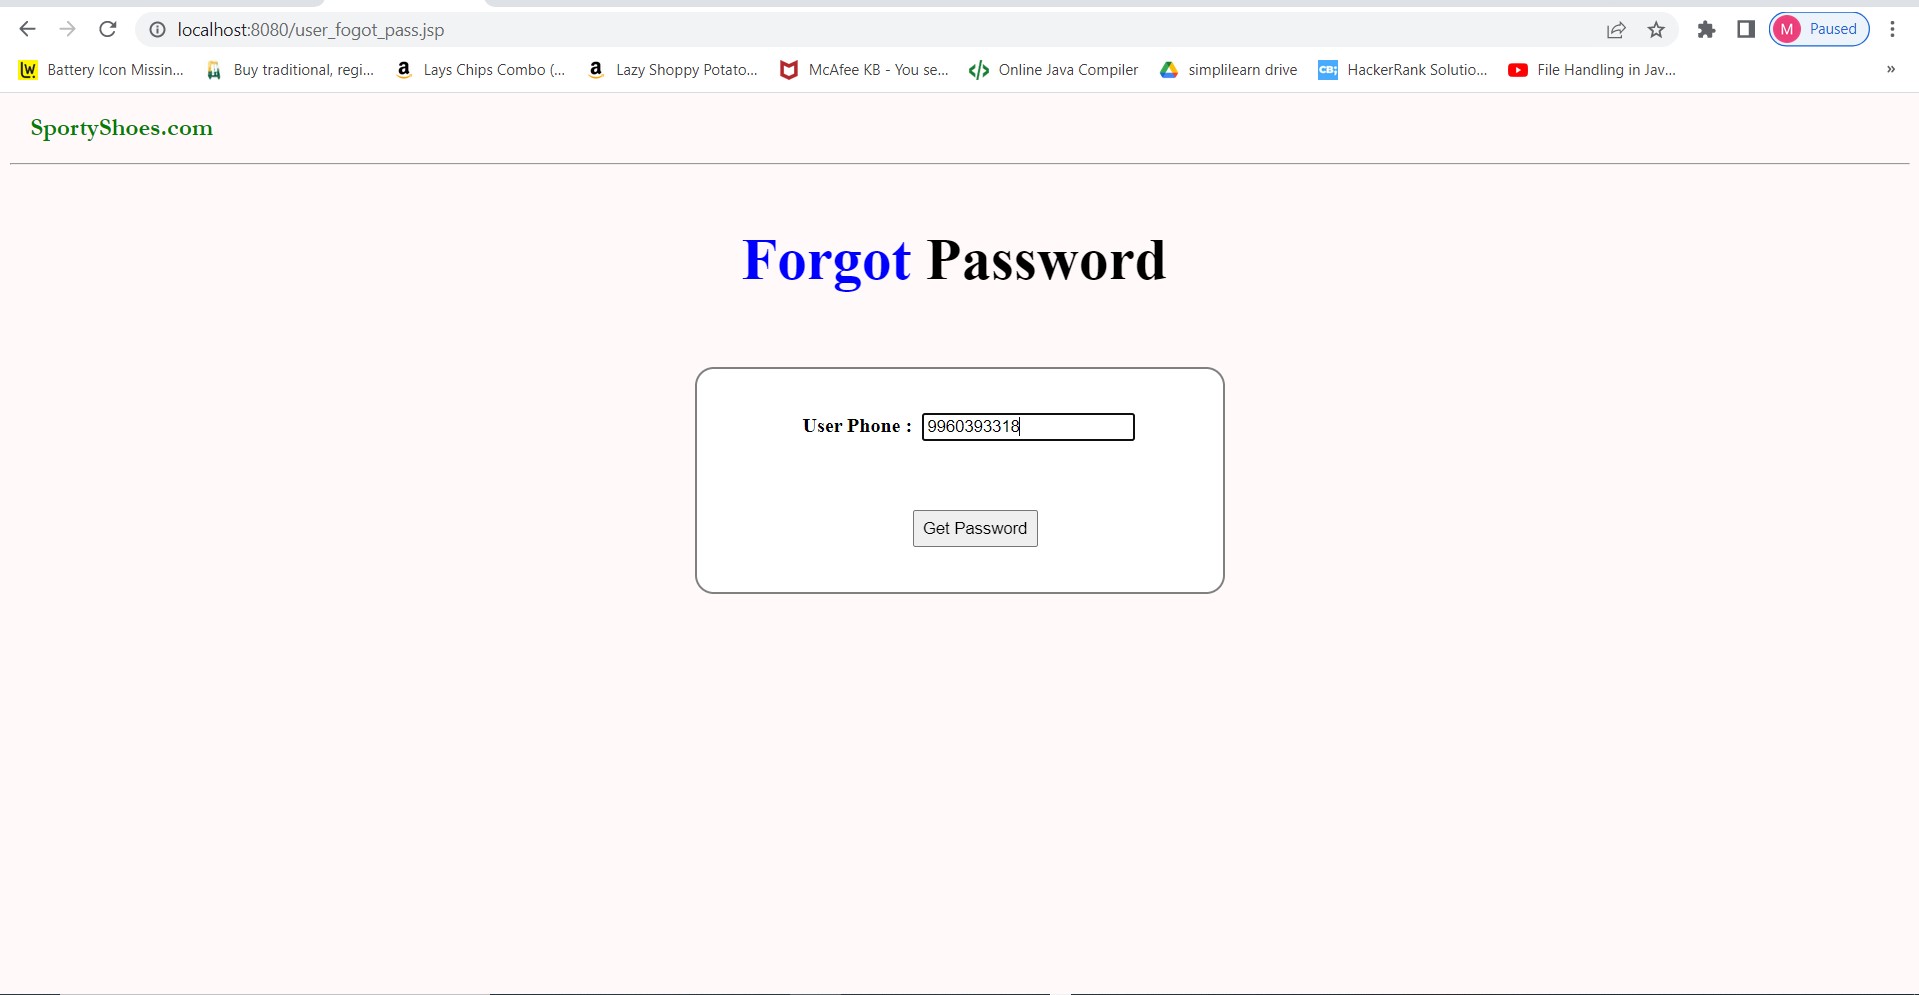 localhost:8080/user_fogot_pass.jsp
M Paused
Battery Icon Missin... Buy traditional, regi... Lays Chips Combo (... Lazy Shoppy Potato... McAfee KB - You se... Online Java Compiler simplilearn drive CB; HackerRank Solutio... File Handling in Jav... »
SportyShoes.com
Forgot Password
User Phone : 9960393318
Get Password